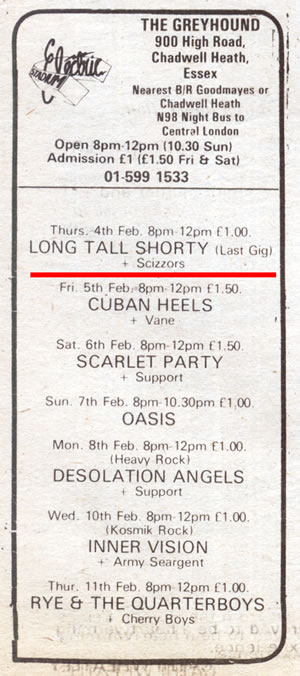 Electric
STADIUM
THE GREYHOUND
900 High Road,
Chadwell Heath,
Essex
Nearest B/R Goodmayes or
Chadwell Heath
N98 Night Bus to
Central London
Open 8pm-12pm (10.30 Sun)
Admission £1 (£1.50 Fri & Sat)
01-599 1533
Thurs. 4th Feb. 8pm-12pm £1.00.
LONG TALL SHORTY (Last Gig)
+ Scizzors
Fri. 5th Feb. 8pm-12pm £1.50.
CUBAN HEELS
+ Vane
Sat. 6th Feb. 8pm-12pm £1.50.
SCARLET PARTY
+ Support
Sun. 7th Feb. 8pm-10.30pm £1.00.
OASIS
Mon. 8th Feb. 8pm-12pm £1.00.
(Heavy Rock)
DESOLATION ANGELS
+ Support
Wed. 10th Feb. 8pm-12pm £1.00.
(Kosmik Rock)
INNER VISION
+ Army Seargent
Thur. 11th Feb. 8pm-12pm £1.00.
RYE & THE QUARTERBOYS
+ Cherry Boys